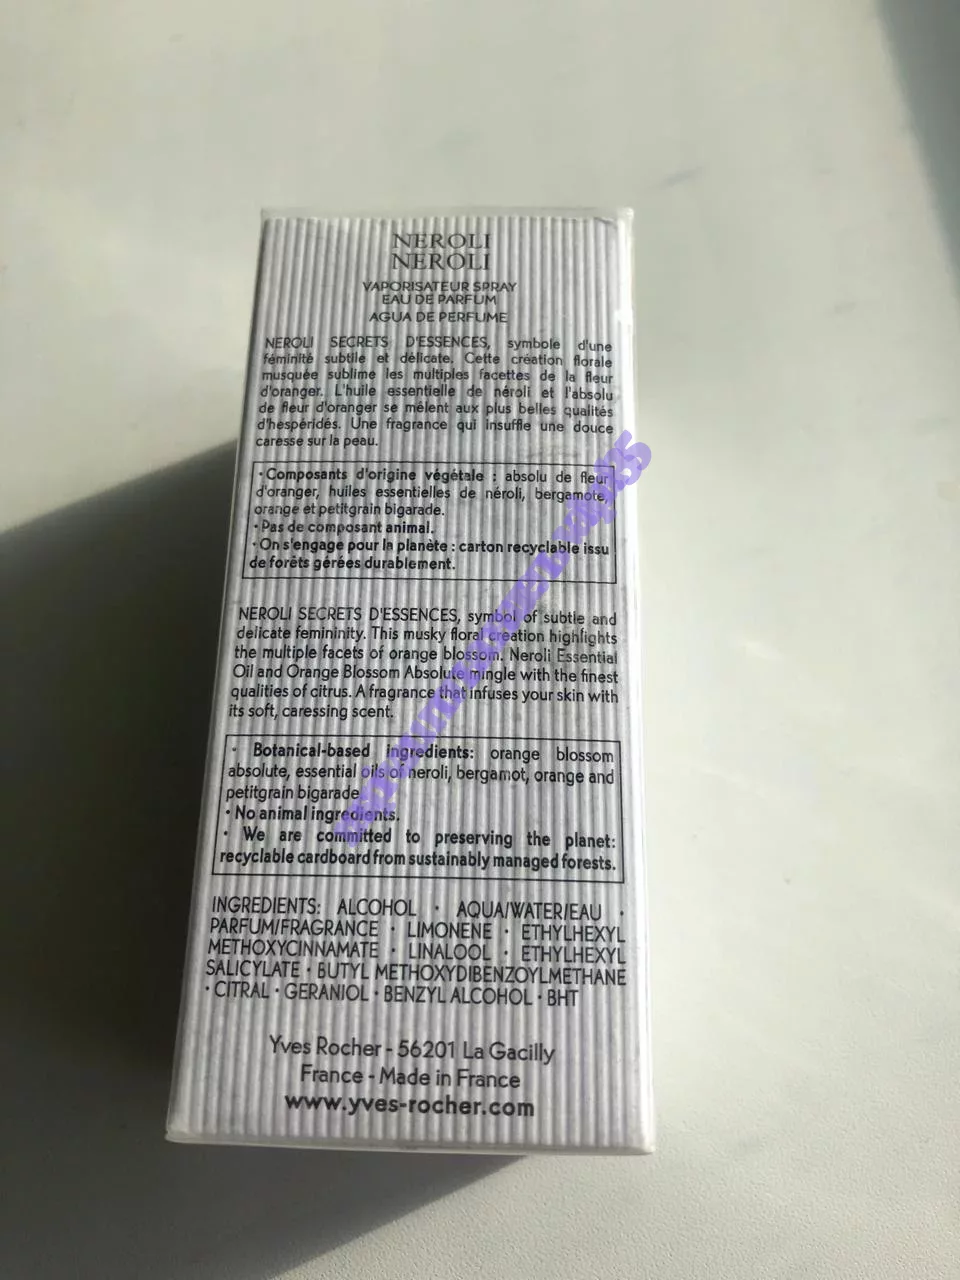 NEROLI
NEROLI
VAPORISATEUR SPRAY
EAU DE PARFUM
AGUA DE PERFUME
NEROLI SECRETS D'ESSENCES, symbole d'une
féminité subtile et délicate. Cette création florale
musquée sublime les multiples facettes de la fleur
d'oranger. L'huile essentielle de néroli et l'absolu
de fleur d'oranger se mêlent aux plus belles qualités
d'hespéridés. Une fragrance qui insuffle une douce
caresse sur la peau.
• Composants d'origine végétale : absolu de fleur
d'oranger, huiles essentielles de néroli, bergamote,
orange et petitgrain bigarade.
• Pas de composant animal.
• On s'engage pour la planète : carton recyclable issu
de forêts gérées durablement.
NEROLI SECRETS D'ESSENCES, symbol of subtle and
delicate femininity. This musky floral creation highlights
the multiple facets of orange blossom. Neroli Essential
Oil and Orange Blossom Absolute mingle with the finest
qualities of citrus. A fragrance that infuses your skin with
its soft, caressing scent.
• Botanical-based ingredients: orange blossom
absolute, essential oils of neroli, bergamot, orange and
petitgrain bigarade.
• No animal ingredients.
• We are committed to preserving the planet:
recyclable cardboard from sustainably managed forests.
INGREDIENTS: ALCOHOL • AQUA/WATER/EAU •
PARFUM/FRAGRANCE • LIMONENE • ETHYLHEXYL
METHOXYCINNAMATE • LINALOOL • ETHYLHEXYL
SALICYLATE • BUTYL METHOXYDIBENZOYLMETHANE
• CITRAL • GERANIOL • BENZYL ALCOHOL • BHT
Yves Rocher - 56201 La Gacilly
France - Made in France
www.yves-rocher.com